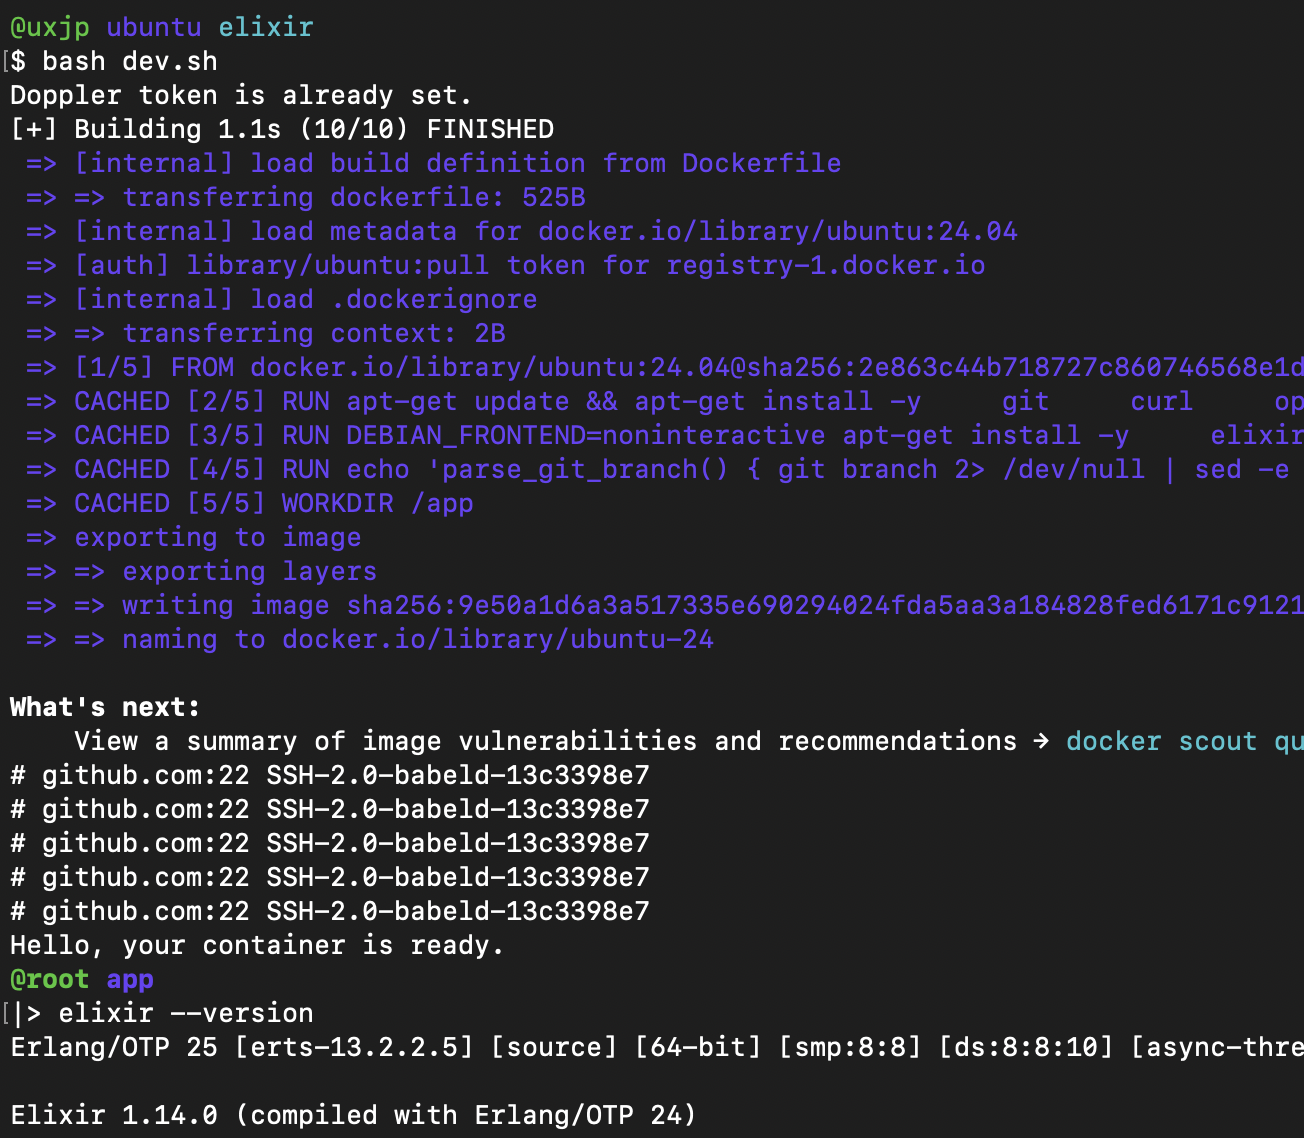 @uxjp ubuntu elixir
[$ bash dev.sh
Doppler token is already set.
[+] Building 1.1s (10/10) FINISHED
 => [internal] load build definition from Dockerfile
 => => transferring dockerfile: 525B
 => [internal] load metadata for docker.io/library/ubuntu:24.04
 => [auth] library/ubuntu:pull token for registry-1.docker.io
 => [internal] load .dockerignore
 => => transferring context: 2B
 => [1/5] FROM docker.io/library/ubuntu:24.04@sha256:2e863c44b718727c860746568e1d
 => CACHED [2/5] RUN apt-get update && apt-get install -y     git     curl     op
 => CACHED [3/5] RUN DEBIAN_FRONTEND=noninteractive apt-get install -y     elixir
 => CACHED [4/5] RUN echo 'parse_git_branch() { git branch 2> /dev/null | sed -e
 => CACHED [5/5] WORKDIR /app
 => exporting to image
 => => exporting layers
 => => writing image sha256:9e50a1d6a3a517335e690294024fda5aa3a184828fed6171c9121
 => => naming to docker.io/library/ubuntu-24
What's next:
    View a summary of image vulnerabilities and recommendations → docker scout qu
# github.com:22 SSH-2.0-babeld-13c3398e7
# github.com:22 SSH-2.0-babeld-13c3398e7
# github.com:22 SSH-2.0-babeld-13c3398e7
# github.com:22 SSH-2.0-babeld-13c3398e7
# github.com:22 SSH-2.0-babeld-13c3398e7
Hello, your container is ready.
@root app
[|> elixir --version
Erlang/OTP 25 [erts-13.2.2.5] [source] [64-bit] [smp:8:8] [ds:8:8:10] [async-thre
Elixir 1.14.0 (compiled with Erlang/OTP 24)